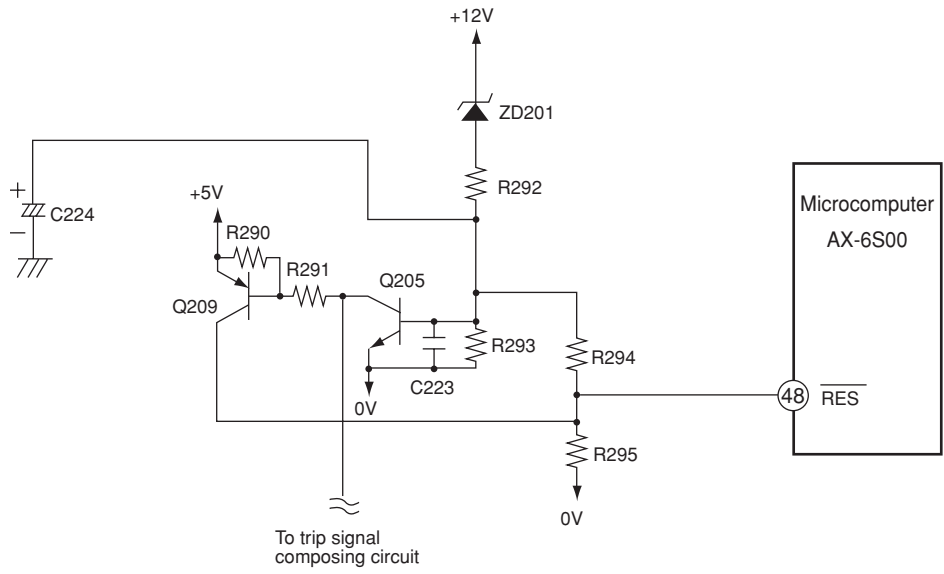 +12V
ZD201
R292
Microcomputer
AX-6S00
+
C224
−
+5V
R290
R291
Q205
Q209
R293
R294
C223
0V
48
RES
R295
0V
To trip signal
composing circuit